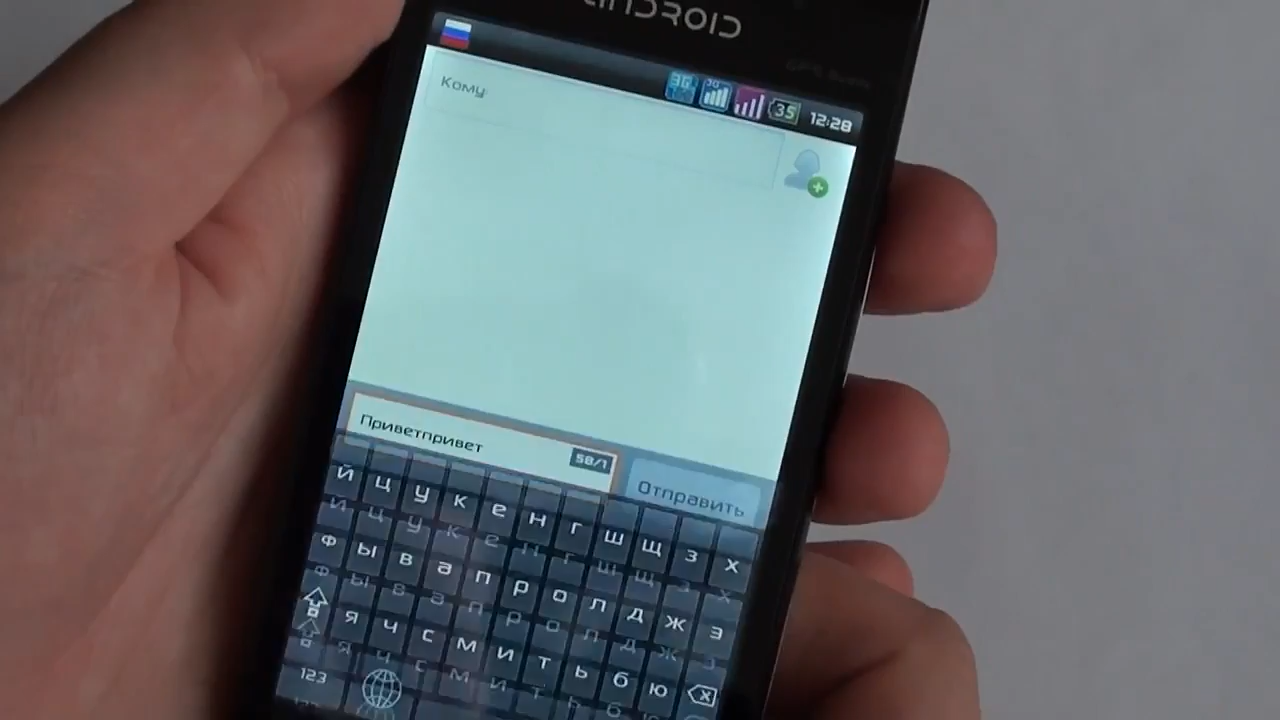 ANDROID
3G 35 12:28
Кому
Приветпривет 58/1
Отправить
й ц у к е н г ш щ з х
ф ы в а п р о л д ж э
я ч с м и т ь б ю
123